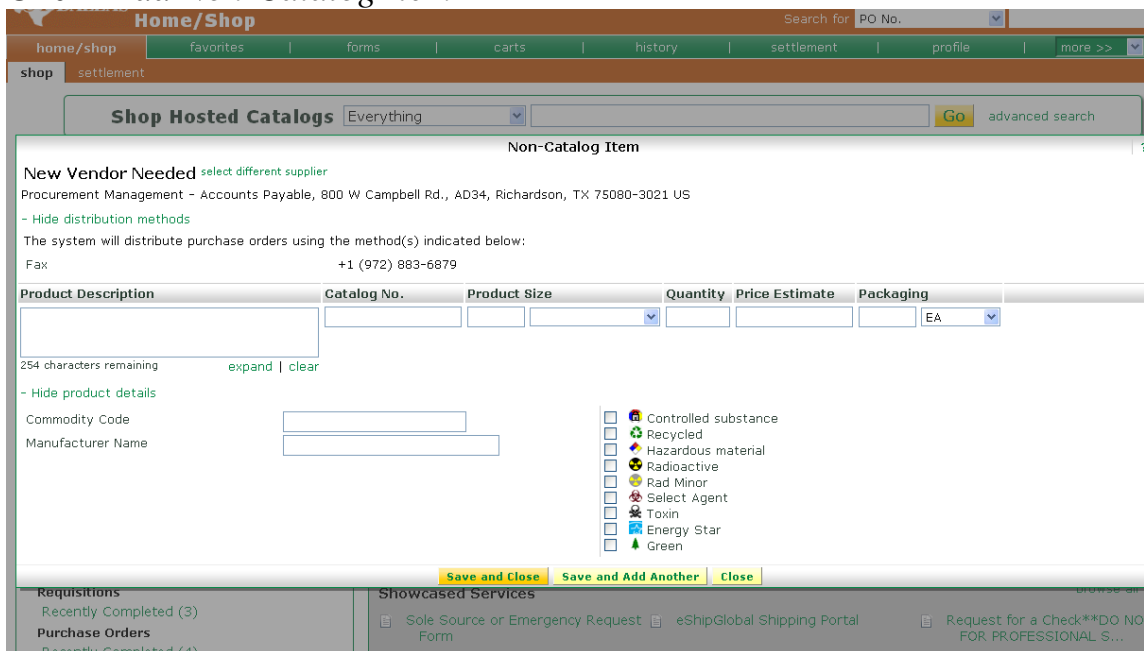 Home/Shop
Search for PO No.
home/shop favorites | forms | carts | history | settlement | profile | more >>
shop settlement
Shop Hosted Catalogs Everything Go advanced search
Non-Catalog Item
New Vendor Needed select different supplier
Procurement Management - Accounts Payable, 800 W Campbell Rd., AD34, Richardson, TX 75080-3021 US
- Hide distribution methods
The system will distribute purchase orders using the method(s) indicated below:
Fax +1 (972) 883-6879
Product Description Catalog No. Product Size Quantity Price Estimate Packaging
EA
254 characters remaining expand | clear
- Hide product details
Commodity Code
Manufacturer Name
Controlled substance
Recycled
Hazardous material
Radioactive
Rad Minor
Select Agent
Toxin
Energy Star
Green
Save and Close Save and Add Another Close
Requisitions
Recently Completed (3)
Purchase Orders
Recently Completed (4)
Showcased Services browse all
Sole Source or Emergency Request Form
eShipGlobal Shipping Portal
Request for a Check**DO NO
FOR PROFESSIONAL S...